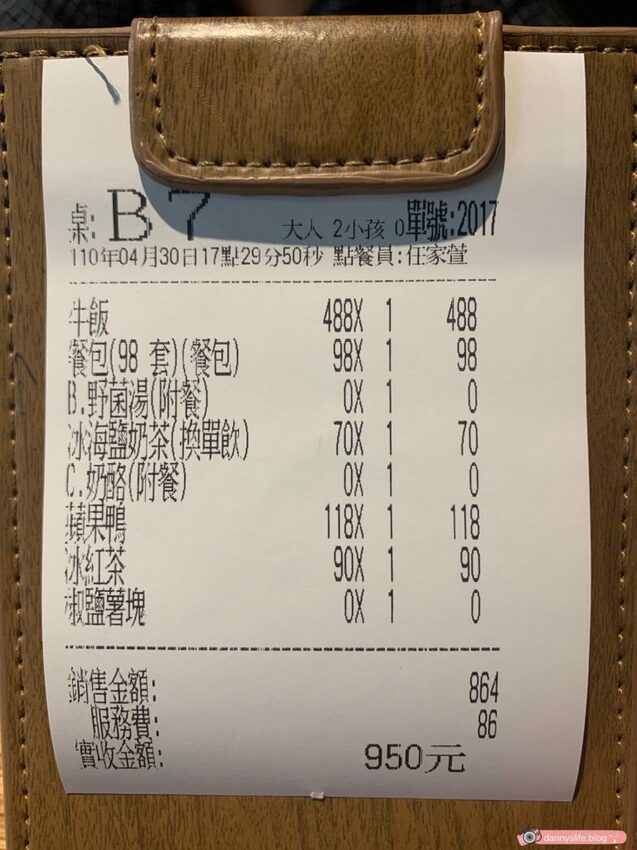 桌: B7 大人 2小孩 0單號:2017
110年04月30日17點29分50秒 點餐員:任家萱
牛飯 488X 1 488
餐包(98 套)(餐包) 98X 1 98
B.野菌湯(附餐) 0X 1 0
冰海鹽奶茶(換單飲) 70X 1 70
C.奶酪(附餐) 0X 1 0
蘋果鴨 118X 1 118
冰紅茶 90X 1 90
椒鹽薯塊 0X 1 0
銷售金額: 864
服務費: 86
實收金額: 950元
dannyslife.blog